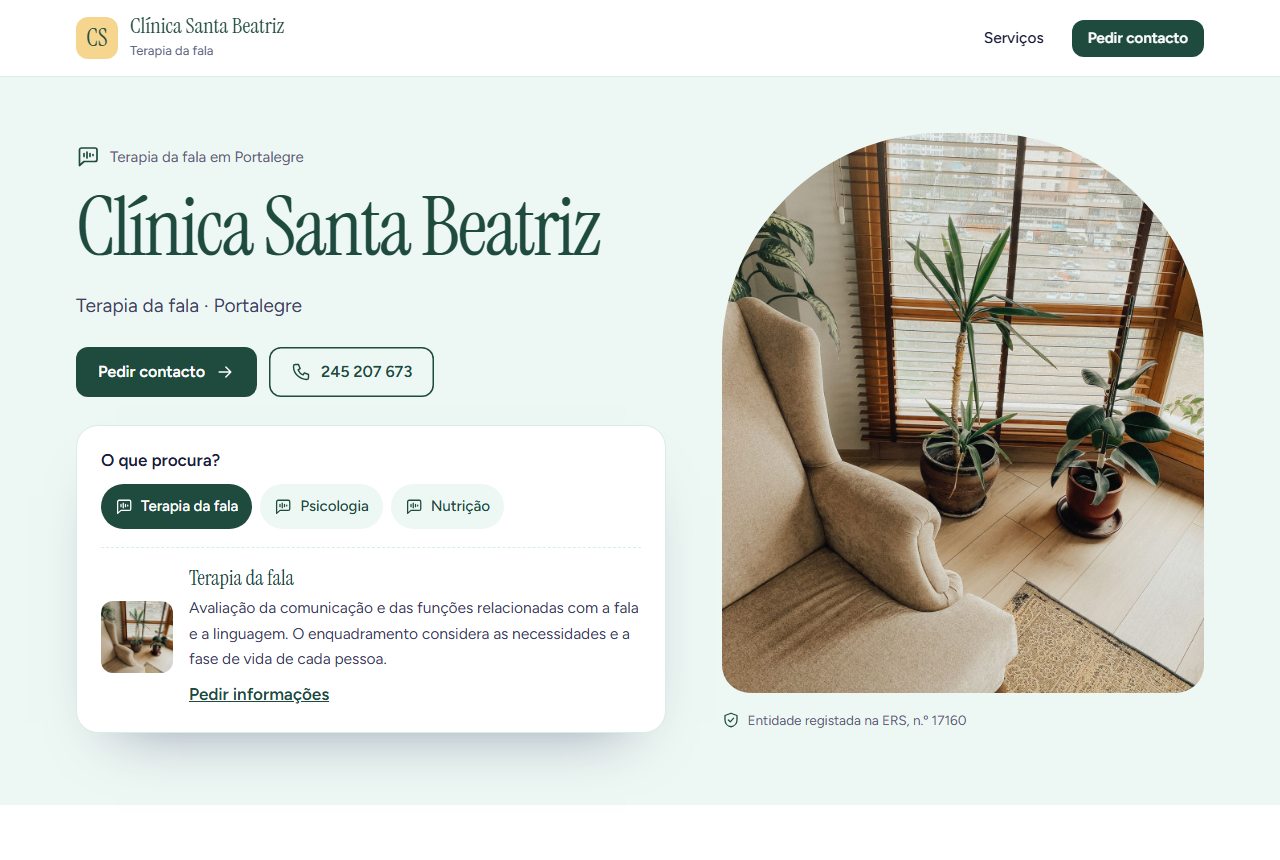 CS
Clínica Santa Beatriz
Terapia da fala
Serviços
Pedir contacto
Terapia da fala em Portalegre
Clínica Santa Beatriz
Terapia da fala · Portalegre
Pedir contacto
245 207 673
O que procura?
Terapia da fala
Psicologia
Nutrição
Terapia da fala
Avaliação da comunicação e das funções relacionadas com a fala
e a linguagem. O enquadramento considera as necessidades e a
fase de vida de cada pessoa.
Pedir informações
Entidade registada na ERS, n.º 17160